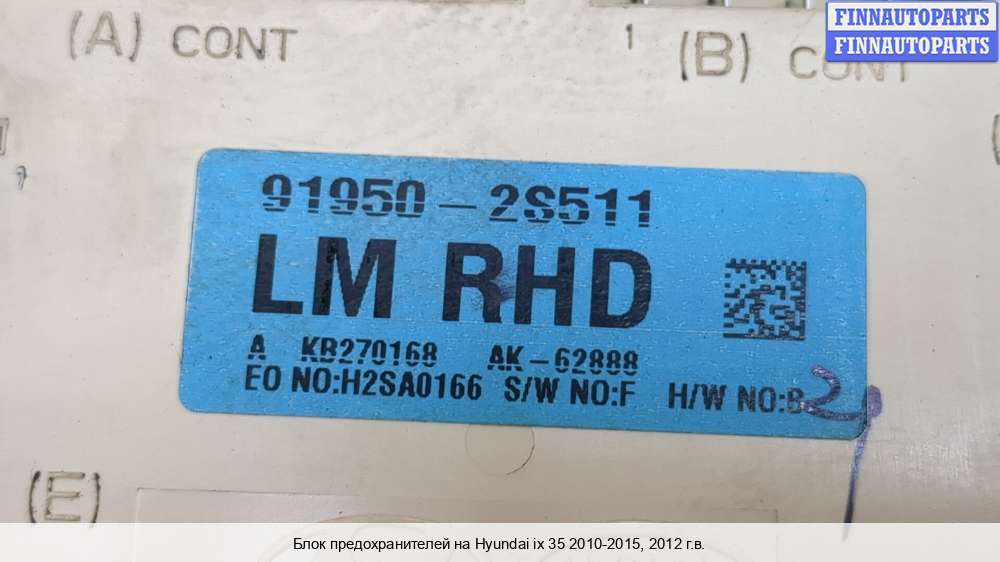 FINNAUTOPARTS
FINNAUTOPARTS
(A) CONT
1
(B) CONT
91950-2S511
LM RHD
A KB270168 AK-62888
EO NO:H2SA0166 S/W NO:F H/W NO:B
(E)
Блок предохранителей на Hyundai ix 35 2010-2015, 2012 г.в.